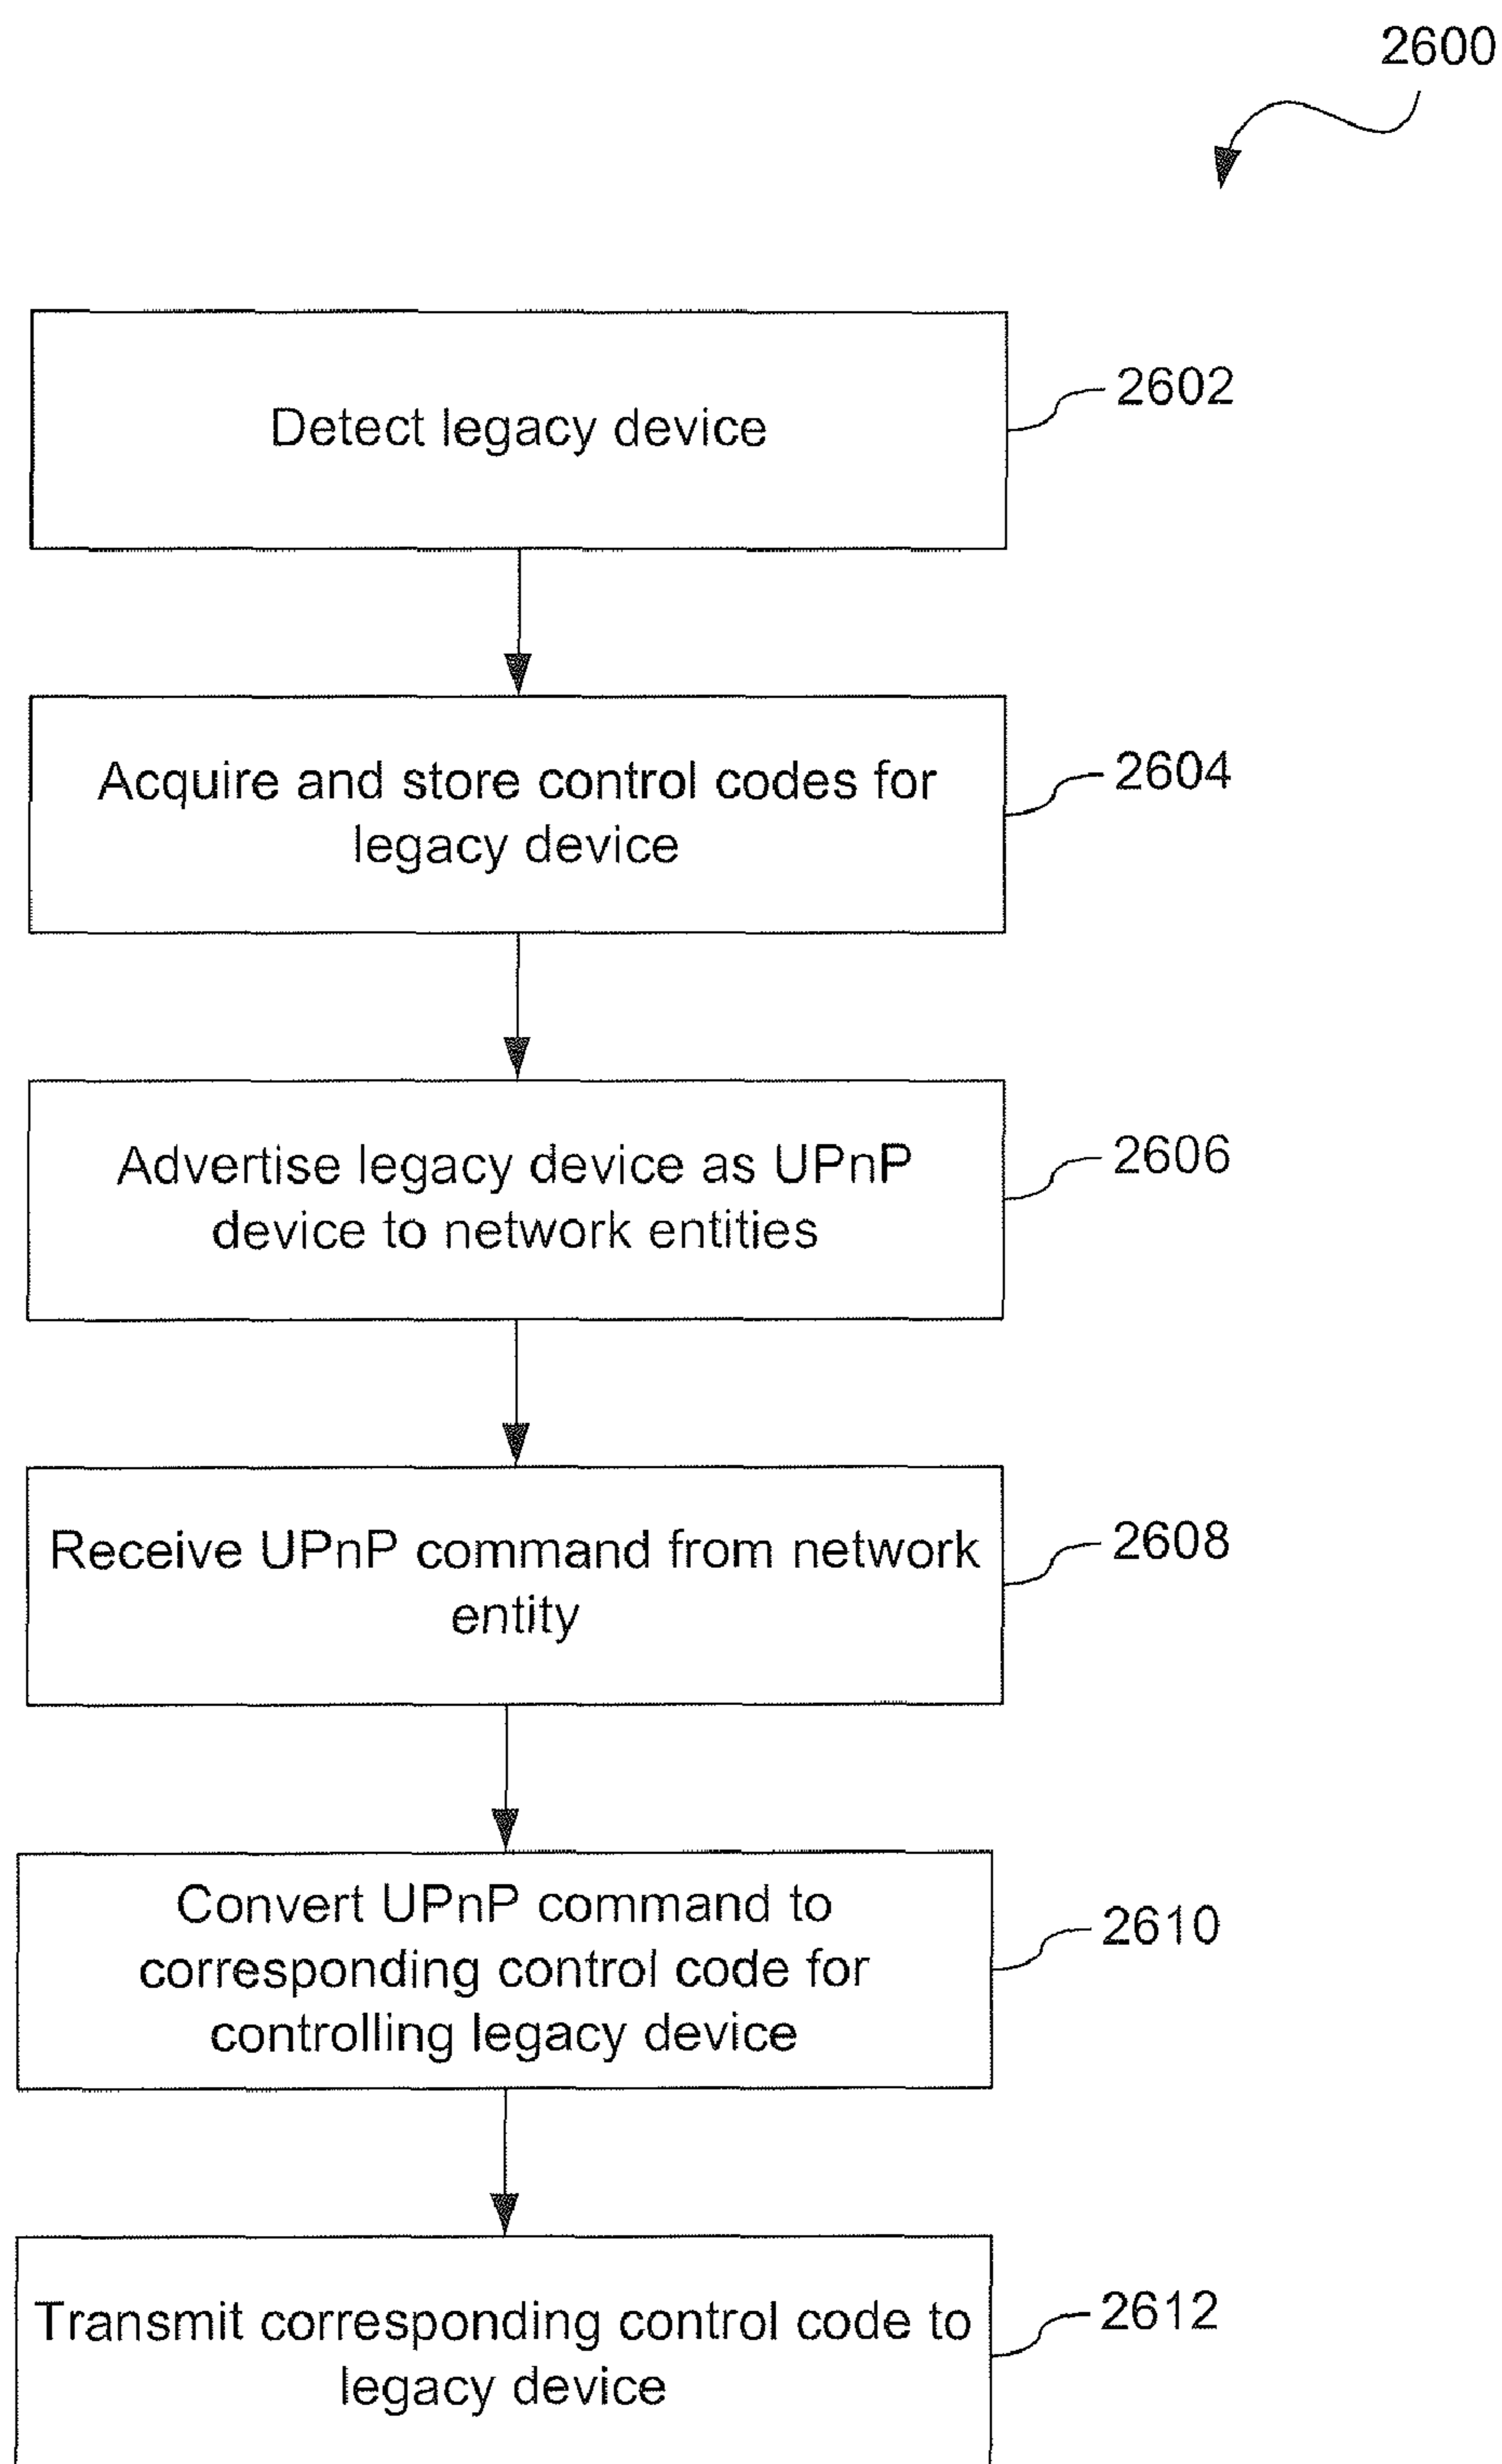 2600
Detect legacy device
2602
Acquire and store control codes for
legacy device
2604
Advertise legacy device as UPnP
device to network entities
2606
Receive UPnP command from network
entity
2608
Convert UPnP command to
corresponding control code for
controlling legacy device
2610
Transmit corresponding control code to
legacy device
2612